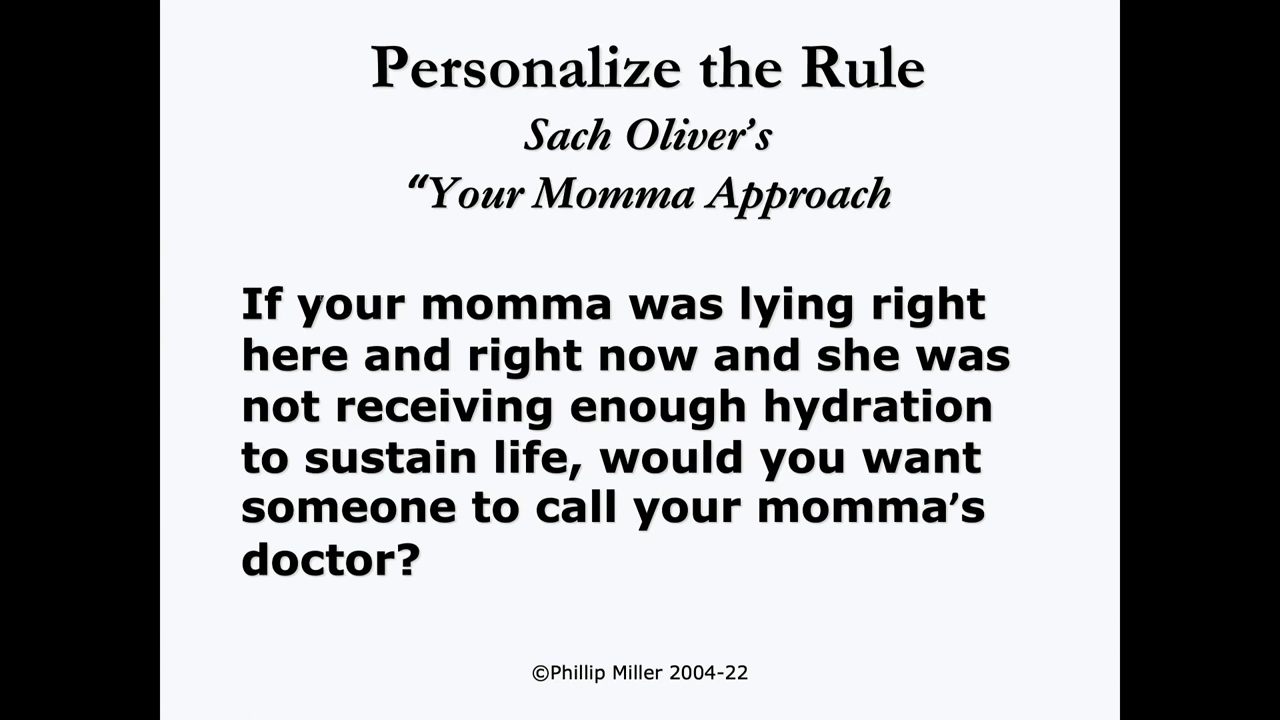 Personalize the Rule
Sach Oliver’s
“Your Momma Approach
If your momma was lying right
here and right now and she was
not receiving enough hydration
to sustain life, would you want
someone to call your momma’s
doctor?
©Phillip Miller 2004-22